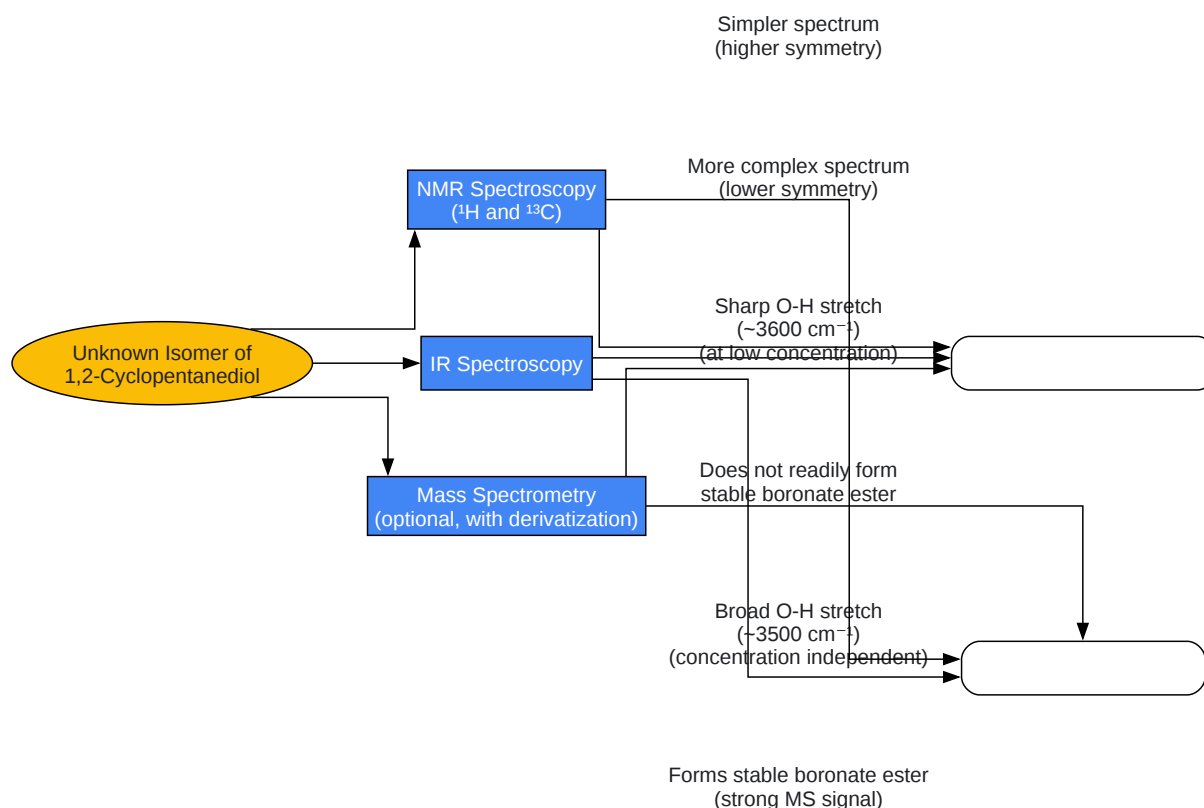 Simpler spectrum
(higher symmetry)
More complex spectrum
(lower symmetry)
NMR Spectroscopy
(¹H and ¹³C)
Sharp O-H stretch
(~3600 cm⁻¹)
(at low concentration)
Unknown Isomer of
1,2-Cyclopentanediol
IR Spectroscopy
Does not readily form
stable boronate ester
Mass Spectrometry
(optional, with derivatization)
Broad O-H stretch
(~3500 cm⁻¹)
(concentration independent)
Forms stable boronate ester
(strong MS signal)